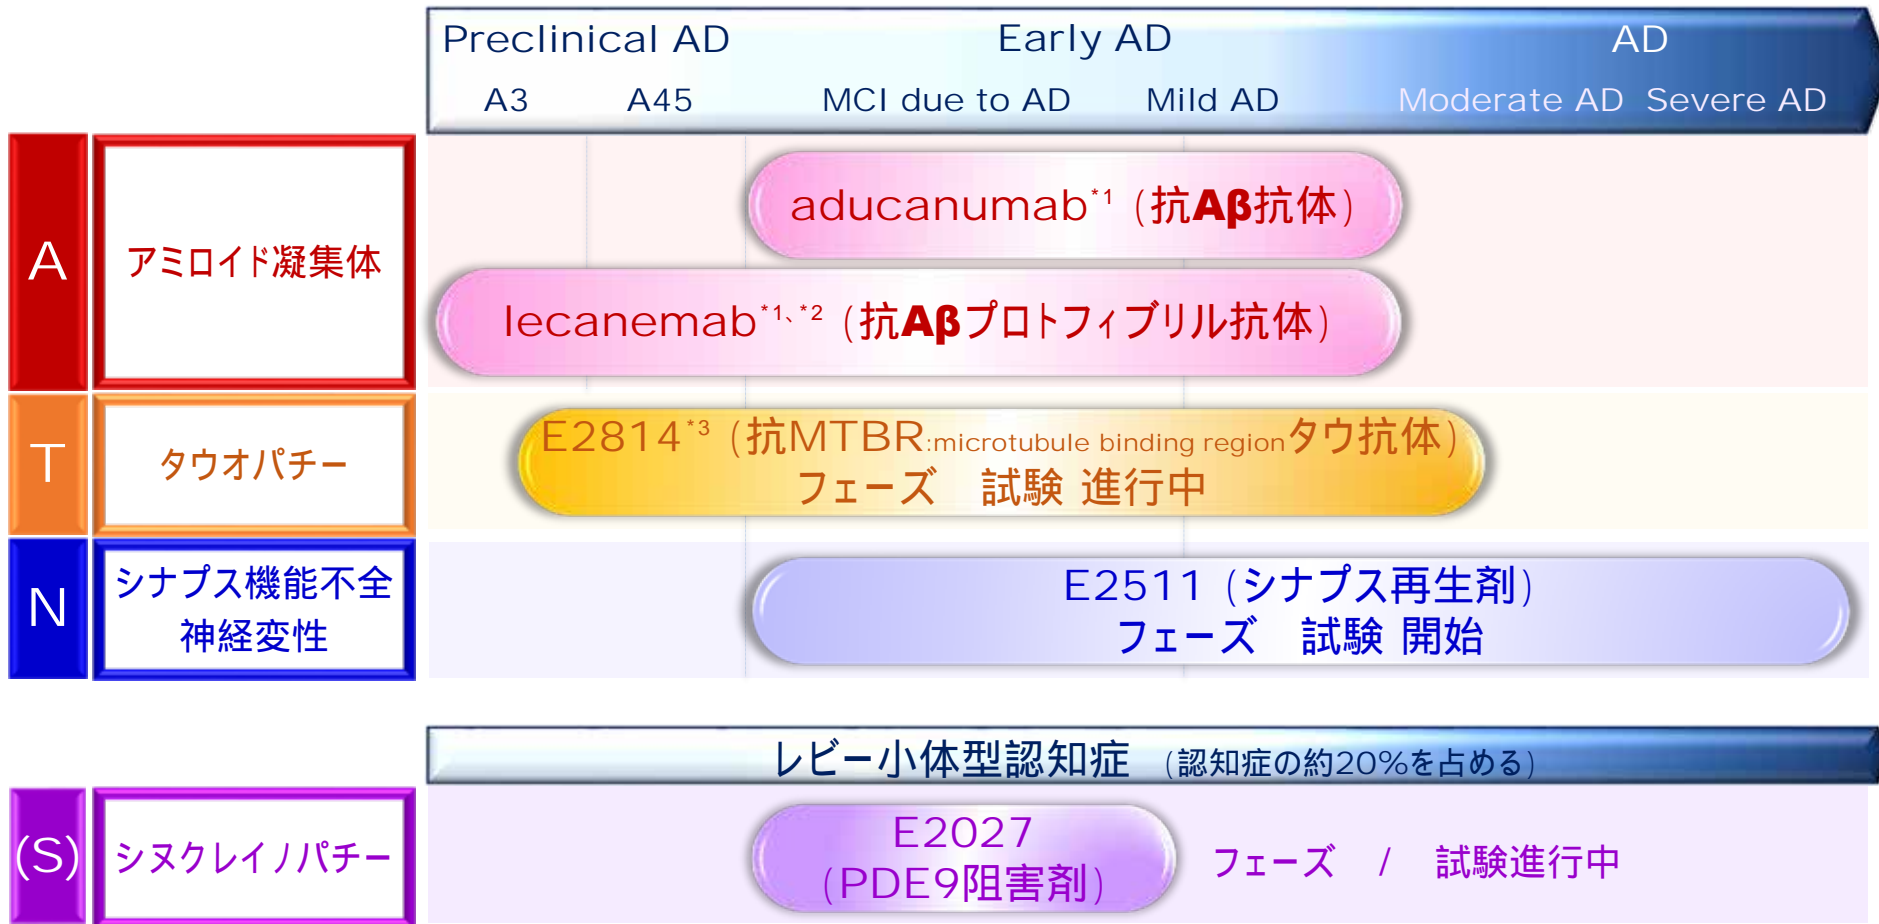 Preclinical AD Early AD AD
A3 A45 MCI due to AD Mild AD Moderate AD Severe AD
A
アミロイド凝集体
aducanumab*1 (抗Aβ抗体)
lecanemab*1、*2 (抗Aβプロトフィブリル抗体)
T
タウオパチー
E2814*3 (抗MTBR:microtubule binding regionタウ抗体)
フェーズ 試験 進行中
N
シナプス機能不全
神経変性
E2511 (シナプス再生剤)
フェーズ 試験 開始
レビー小体型認知症 (認知症の約20%を占める)
(S)
シヌクレイノパチー
E2027
(PDE9阻害剤)
フェーズ / 試験進行中